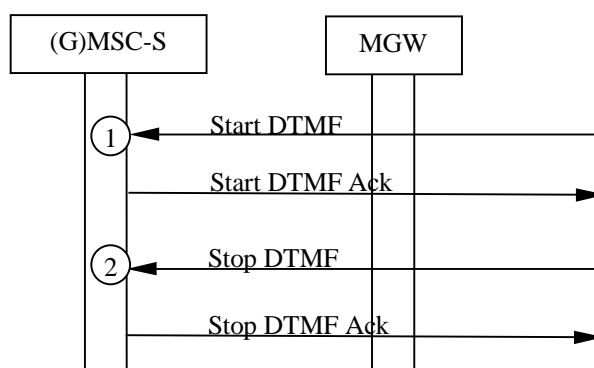 (G)MSC-S
MGW
1
Start DTMF
Start DTMF Ack
2
Stop DTMF
Stop DTMF Ack